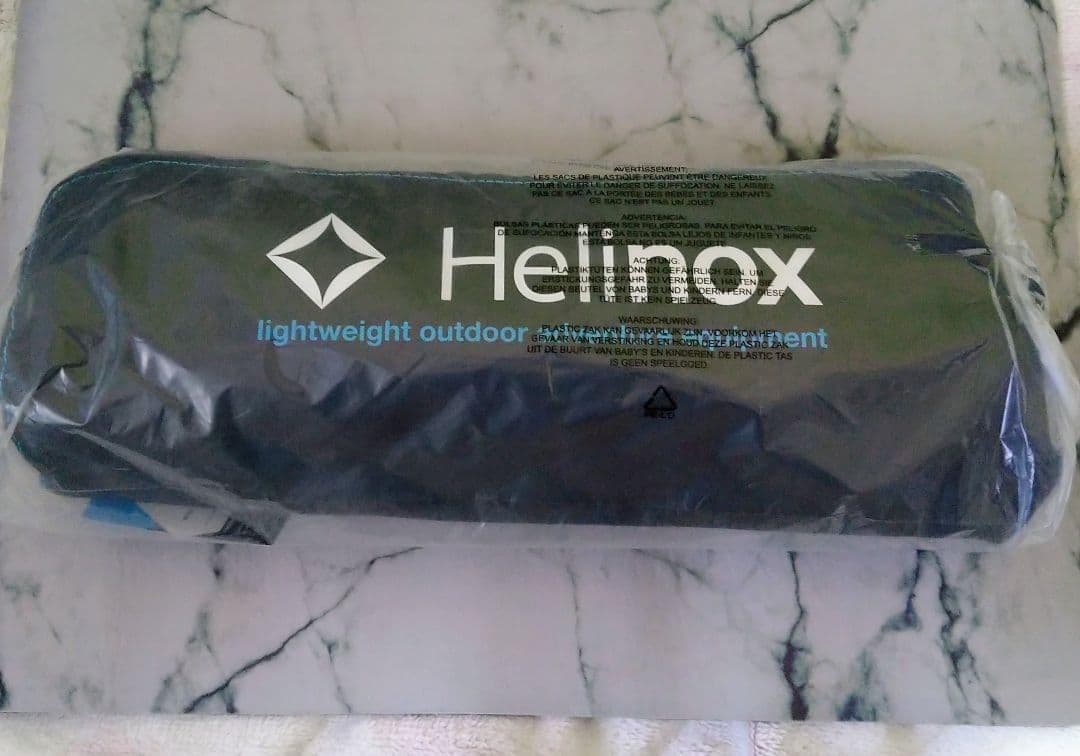 AVERTISSEMENT:
LES SACS DE PLASTIQUE PEUVENT ÊTRE DANGEREUX.
POUR EVITER LE DANGER DE SUFFOCATION, NE LAISSEZ
PAS CE SAC A LA PORTEE DES BÉBES ET DES ENFANTS
CE SAC N'EST PAS UN JOUET
ADVERTENCIA:
BOLSAS PLASTICAS PUEDEN SER PELIGROSAS. PARA EVITAR EL PELIGRO
DE SUFOCACION MANTENGA ESTA BOLSA LEJOS DE INFANTES Y NIÑOS
ESTA BOLSA NO ES UN JUGUETE
Helinox
ACHTUNG:
PLASTIKTÜTEN KÖNNEN GEFÄHRLICH SEIN. UM
ERSTICKUNGSGEFAHR ZU VERMEIDEN, HALTEN SIE
DIESEN BEUTEL VON BABYS UND KINDERN FERN. DIESE
TÜTE IST KEIN SPIELZEUG
WAARSCHUWING:
lightweight outdoor
PLASTIC ZAK KAN GEVAARLIJK ZIJN. VOORKOM HET
GEVAAR VAN VERSTIKKING EN HOUD DEZE PLASTIC ZAK
UIT DE BUURT VAN BABY'S EN KINDEREN. DE PLASTIC TAS
IS GEEN SPEELGOED